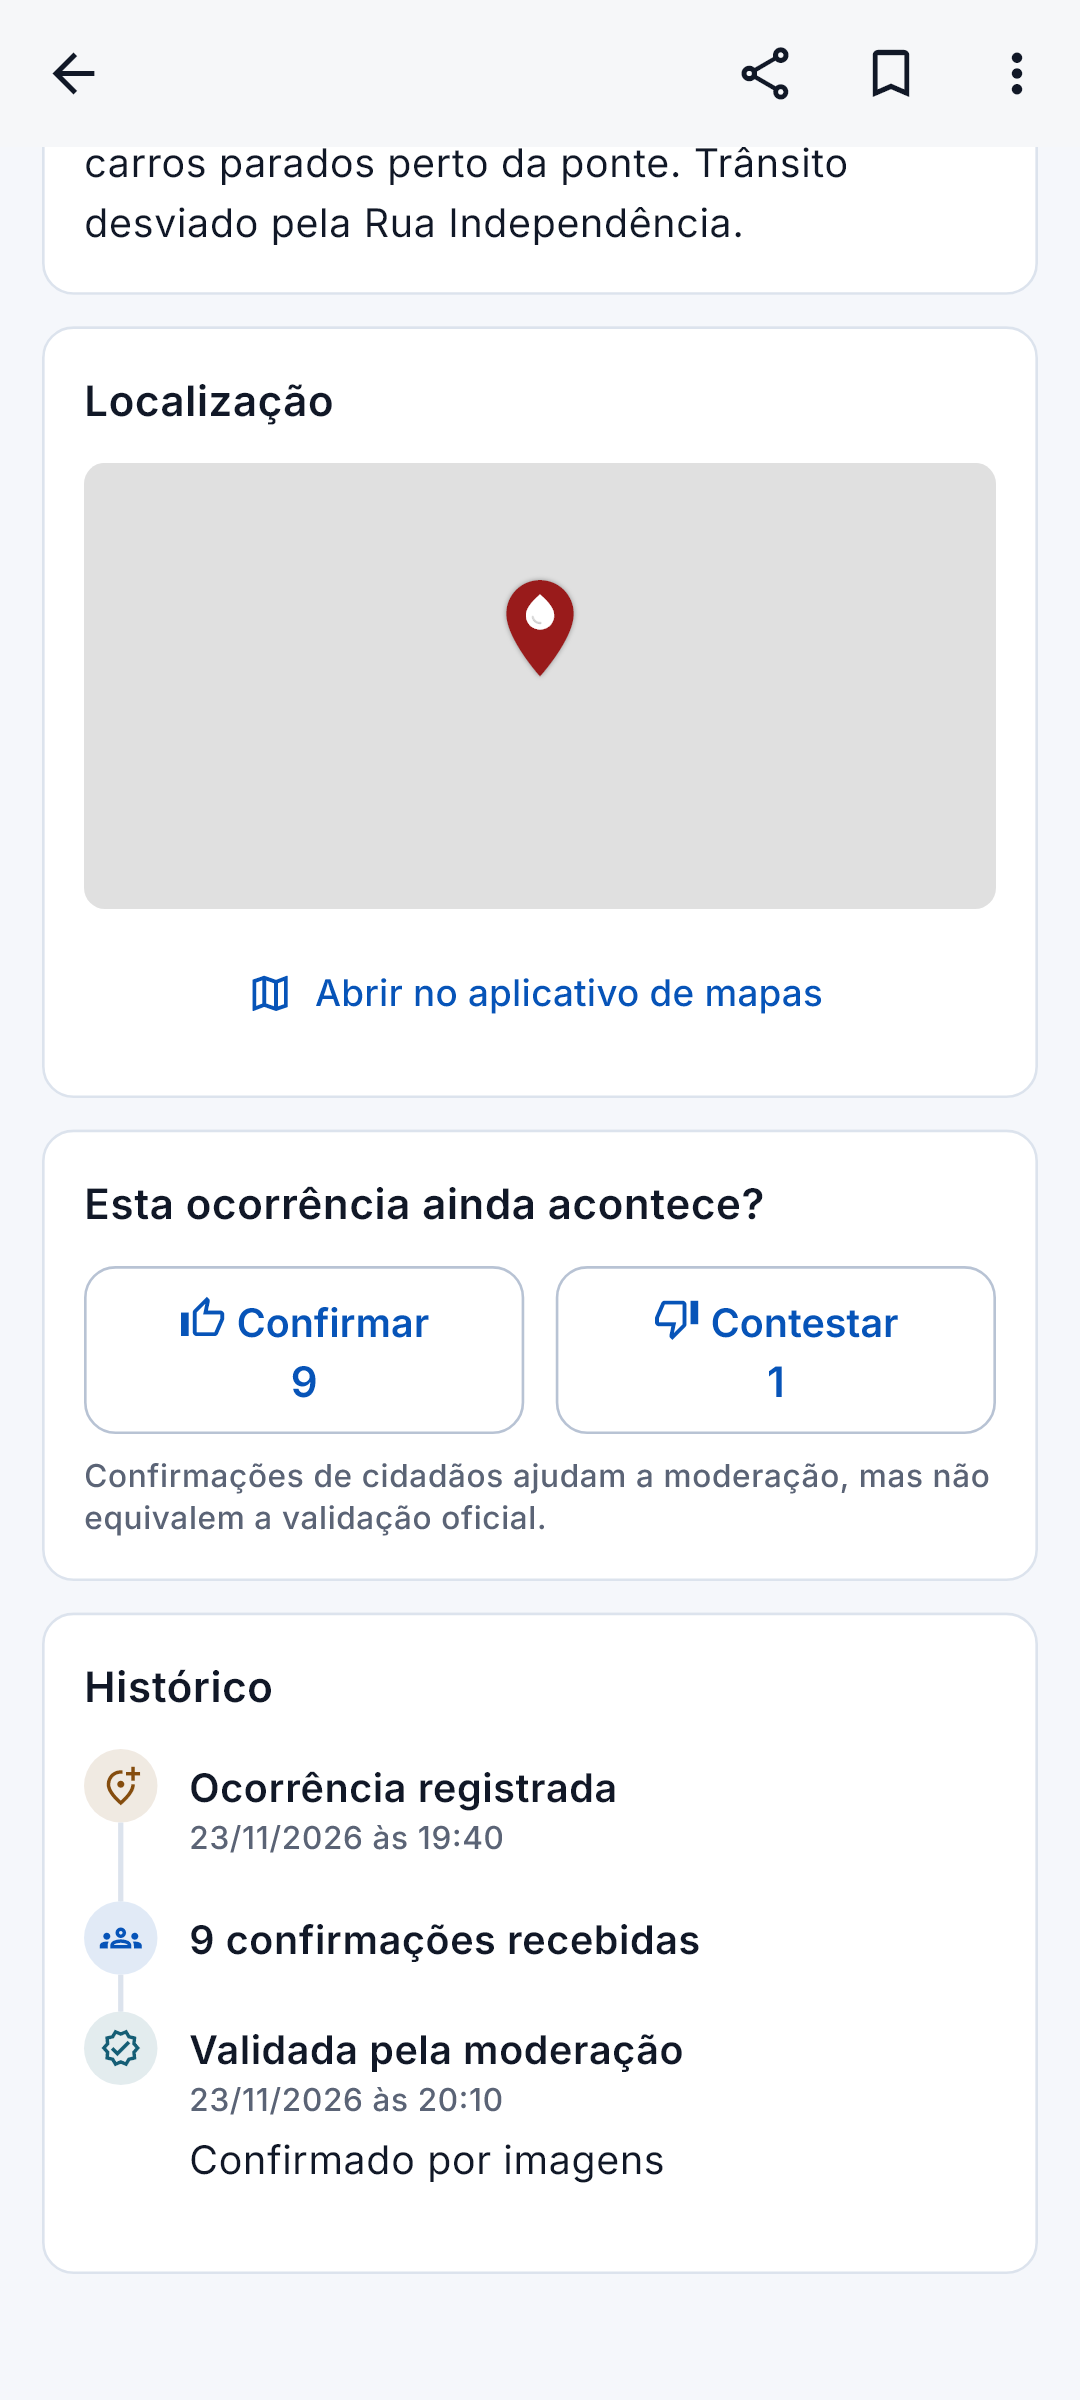 carros parados perto da ponte. Trânsito
desviado pela Rua Independência.
Localização
Abrir no aplicativo de mapas
Esta ocorrência ainda acontece?
Confirmar
9
Contestar
1
Confirmações de cidadãos ajudam a moderação, mas não
equivalem a validação oficial.
Histórico
Ocorrência registrada
23/11/2026 às 19:40
9 confirmações recebidas
Validada pela moderação
23/11/2026 às 20:10
Confirmado por imagens